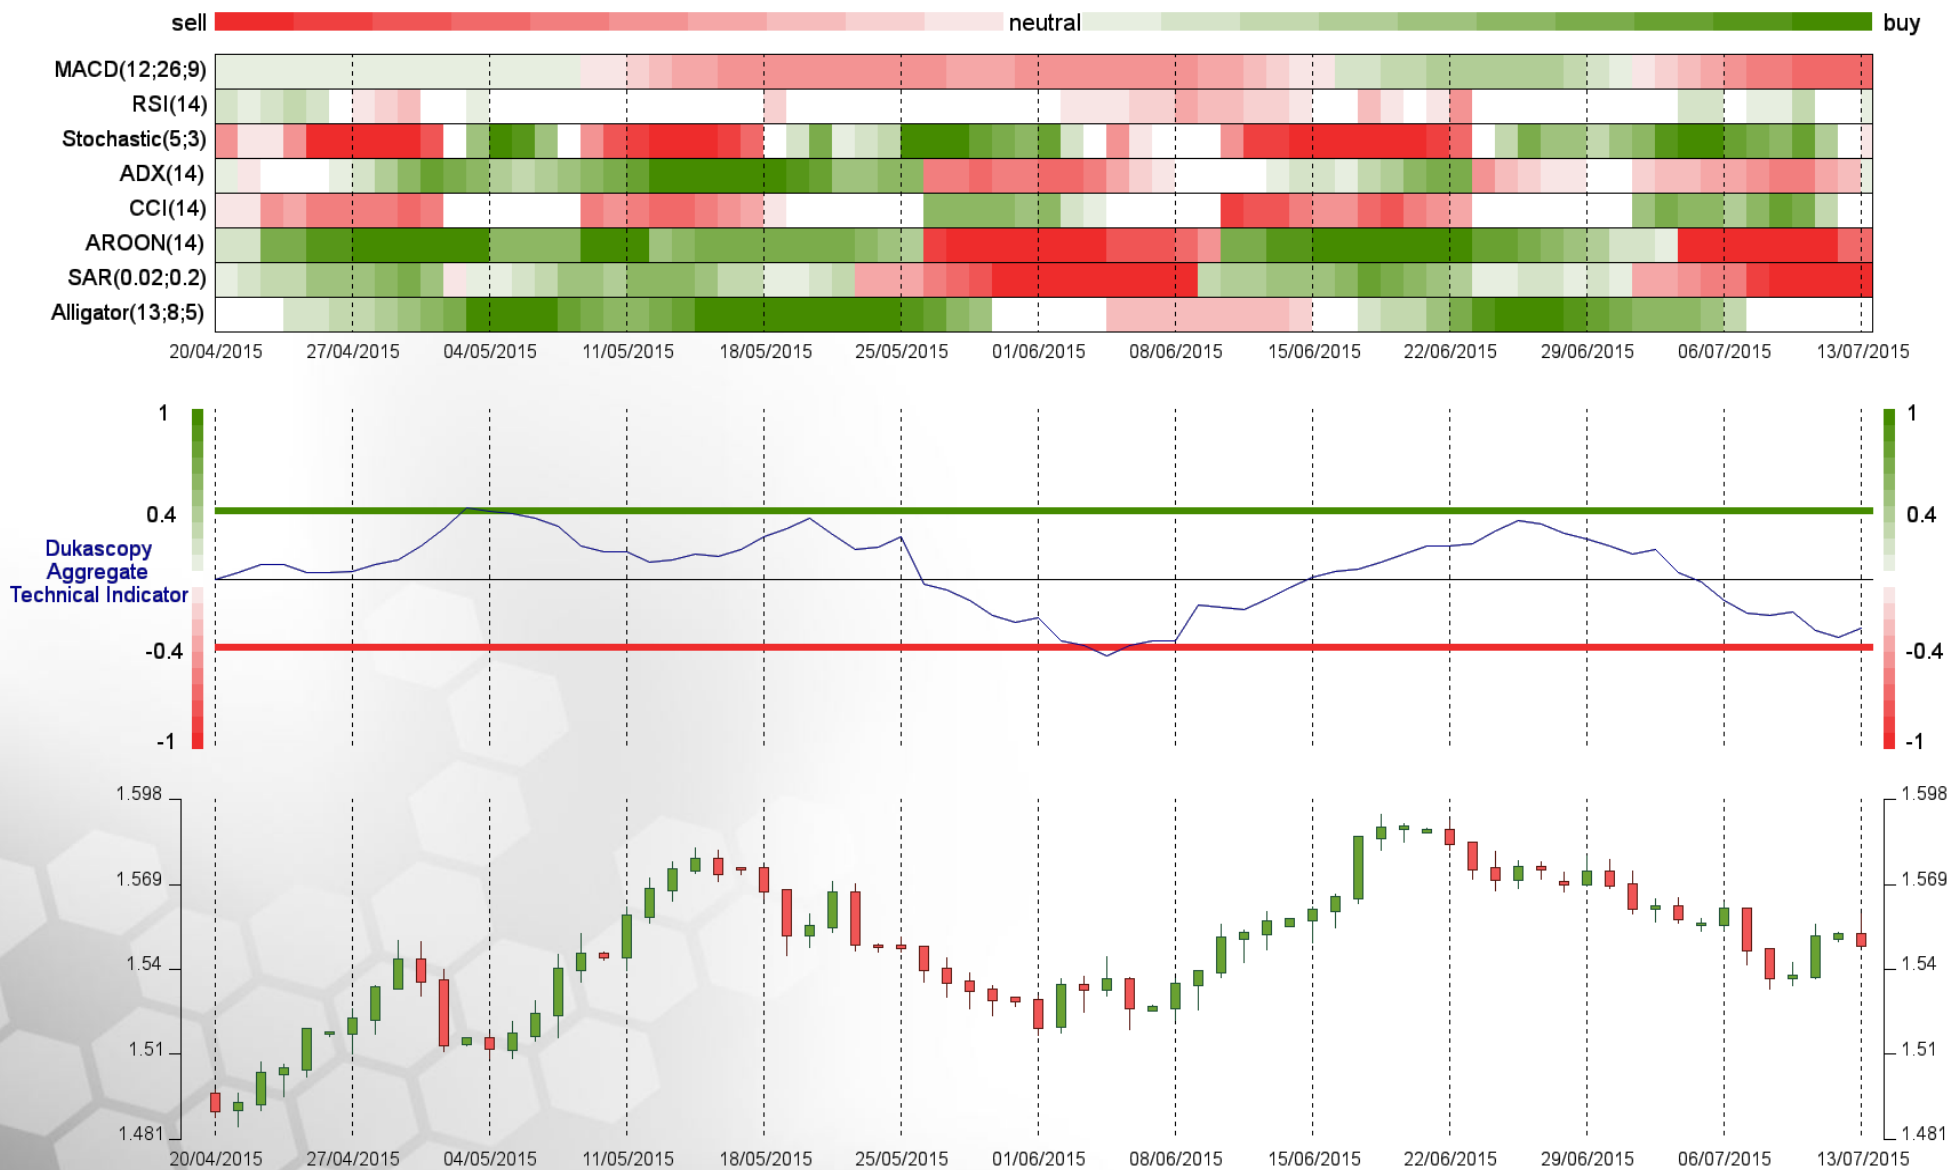 sell neutral buy
MACD(12;26;9)
RSI(14)
Stochastic(5;3)
ADX(14)
CCI(14)
AROON(14)
SAR(0.02;0.2)
Alligator(13;8;5)
20/04/2015 27/04/2015 04/05/2015 11/05/2015 18/05/2015 25/05/2015 01/06/2015 08/06/2015 15/06/2015 22/06/2015 29/06/2015 06/07/2015 13/07/2015
1 1
0.4 0.4
Dukascopy
Aggregate
Technical Indicator
-0.4 -0.4
-1 -1
1.598 1.598
1.569 1.569
1.54 1.54
1.51 1.51
1.481 1.481
20/04/2015 27/04/2015 04/05/2015 11/05/2015 18/05/2015 25/05/2015 01/06/2015 08/06/2015 15/06/2015 22/06/2015 29/06/2015 06/07/2015 13/07/2015